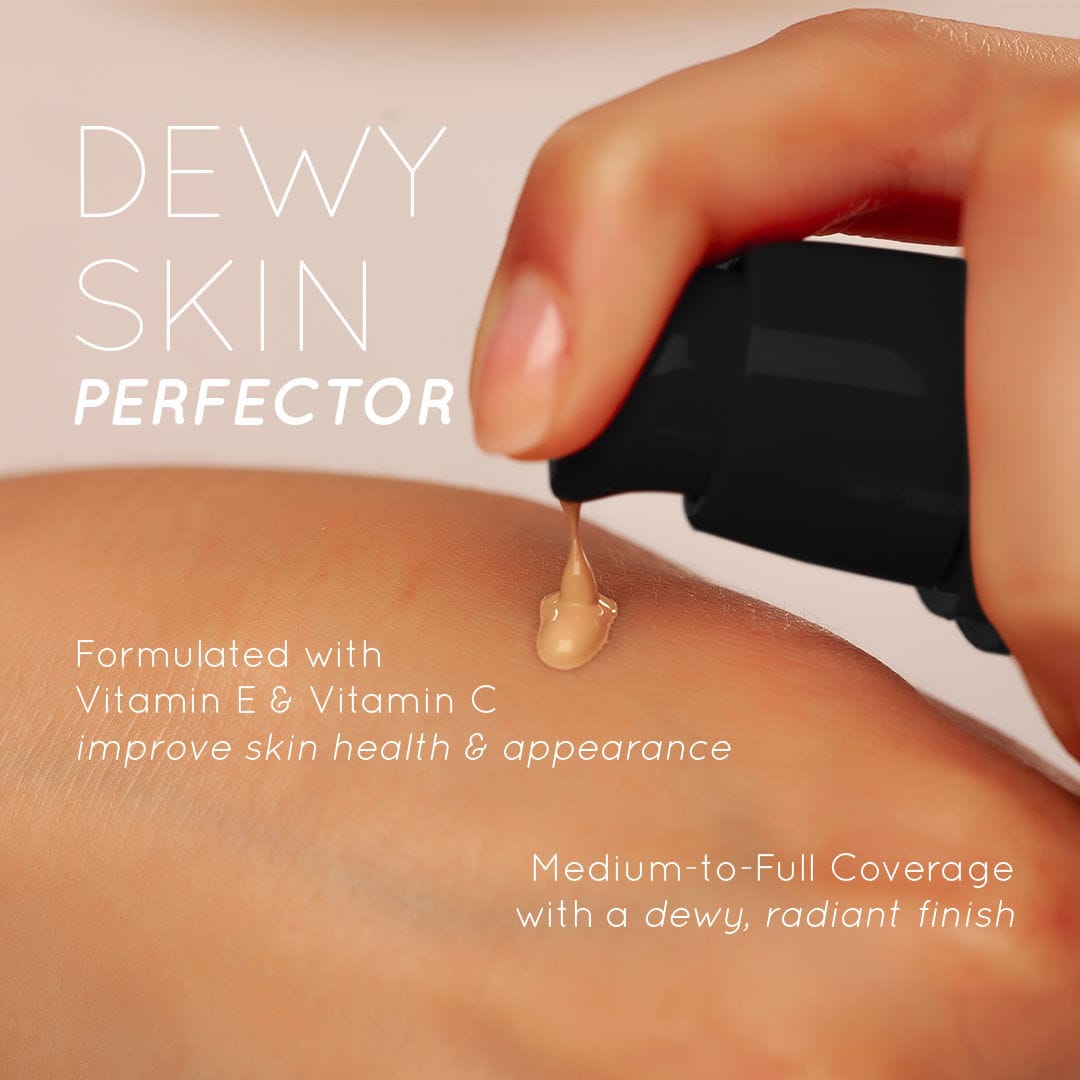 DEWY
SKIN
PERFECTOR
Formulated with
Vitamin E & Vitamin C
improve skin health & appearance
Medium-to-Full Coverage
with a dewy, radiant finish